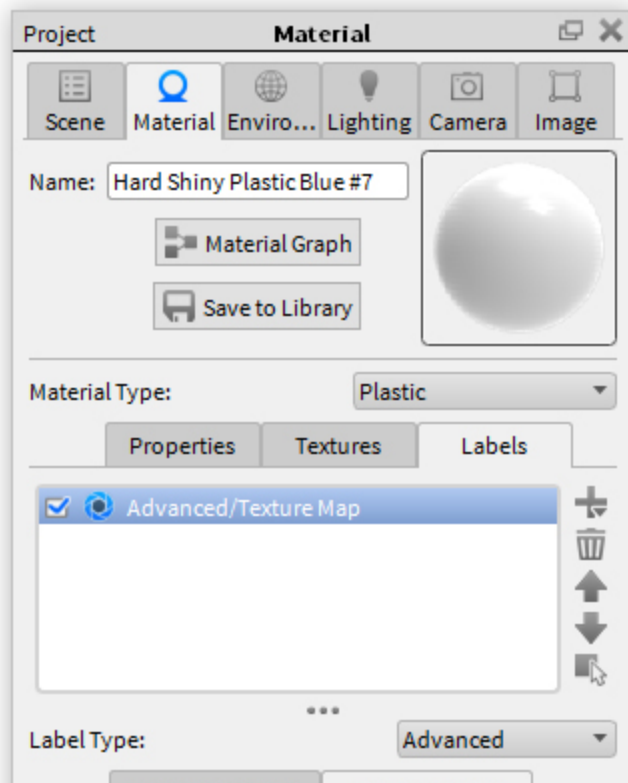 Project Material
Scene Material Enviro... Lighting Camera Image
Name: Hard Shiny Plastic Blue #7
Material Graph
Save to Library
Material Type: Plastic
Properties Textures Labels
Advanced/Texture Map
Label Type: Advanced